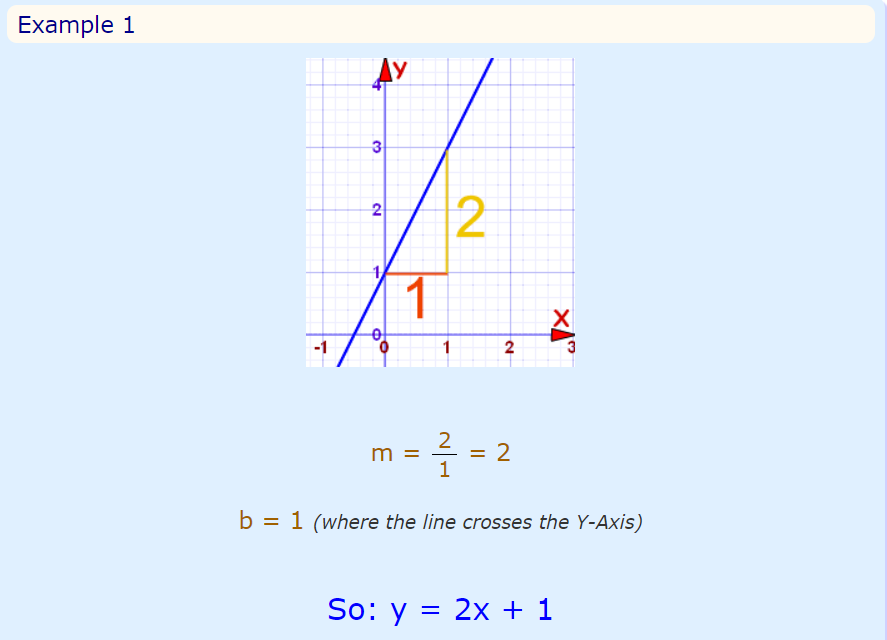 Example 1
y
4
3
2
2
1
1
x
0
-1 0 1 2 3
m = 2/1 = 2
b = 1 (where the line crosses the Y-Axis)
So: y = 2x + 1